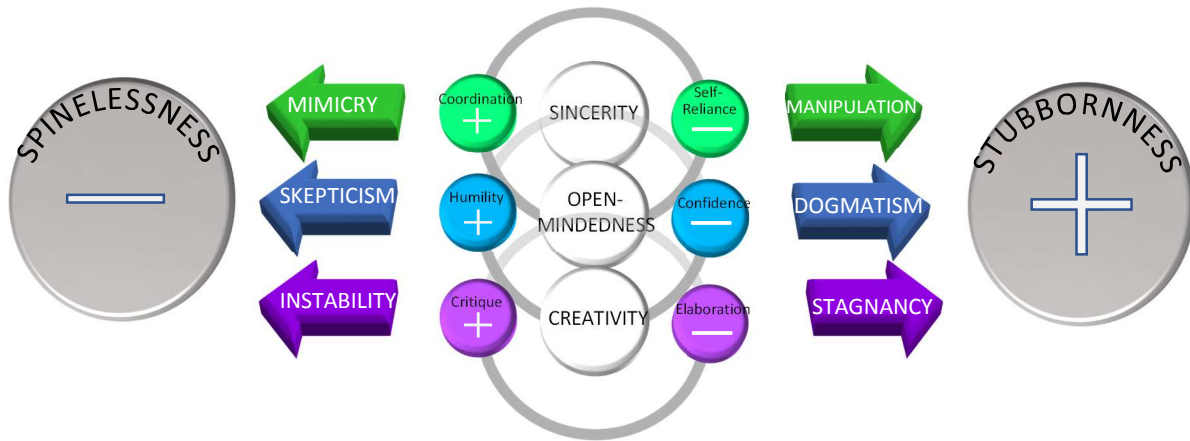 SPINELESSNESS
−
MIMICRY
SKEPTICISM
INSTABILITY
Coordination
+
Humility
+
Critique
+
SINCERITY
OPEN-
MINDEDNESS
CREATIVITY
Self-
Reliance
−
Confidence
−
Elaboration
−
MANIPULATION
DOGMATISM
STAGNANCY
STUBBORNNESS
+